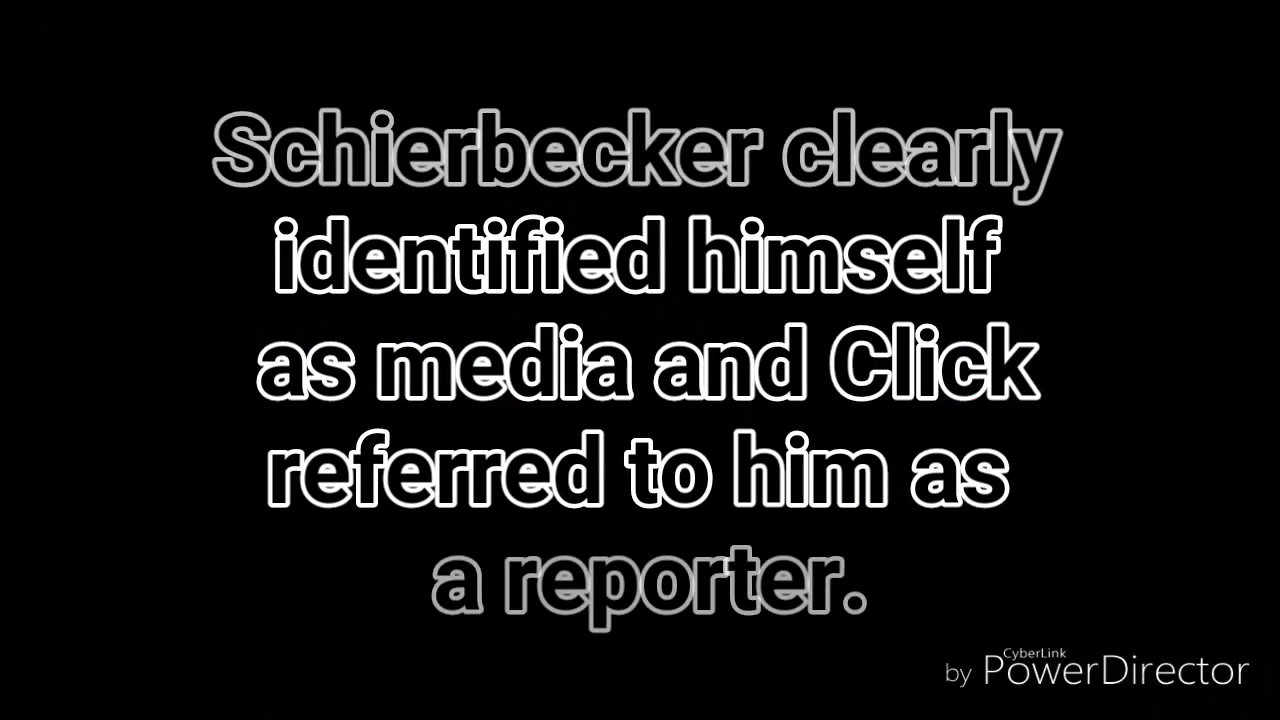 Schierbecker clearly
identified himself
as media and Click
referred to him as
a reporter.
CyberLink
by PowerDirector